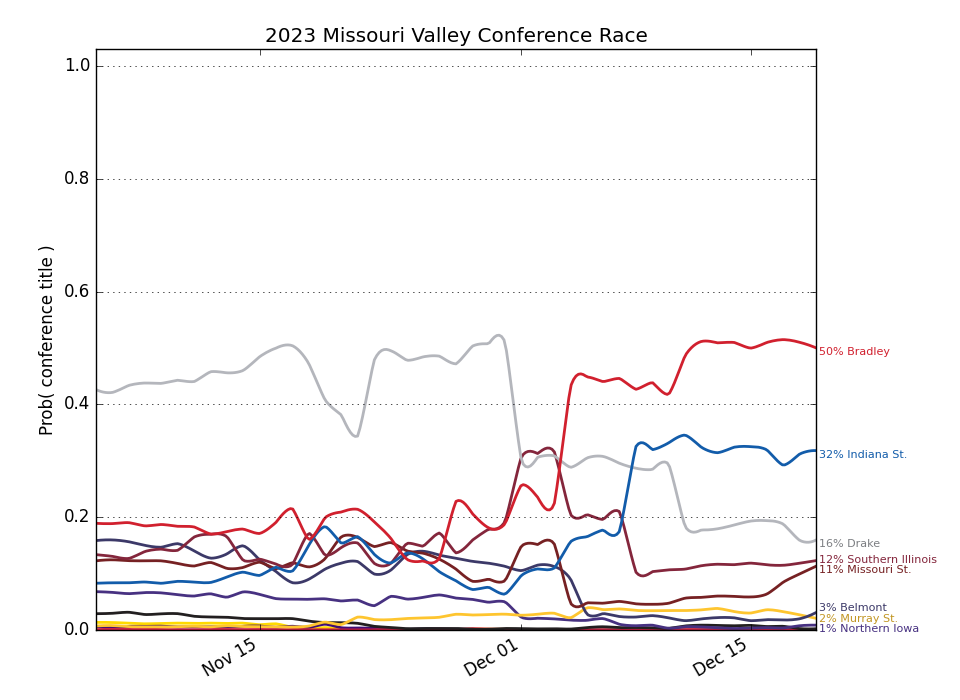 2023 Missouri Valley Conference Race
Prob( conference title )
1.0
0.8
0.6
0.4
0.2
0.0
50% Bradley
32% Indiana St.
16% Drake
12% Southern Illinois
11% Missouri St.
3% Belmont
2% Murray St.
1% Northern Iowa
Nov 15
Dec 01
Dec 15